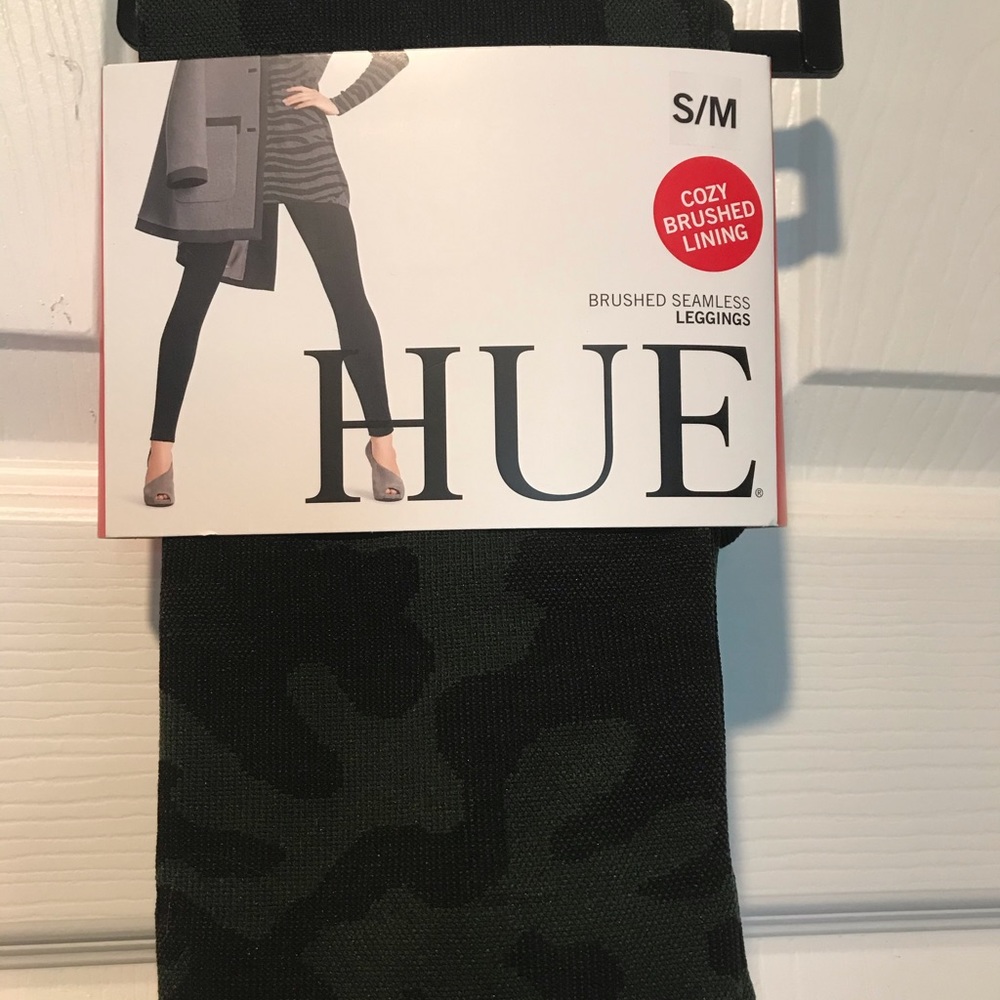 S/M
COZY
BRUSHED
LINING
BRUSHED SEAMLESS
LEGGINGS
HUE®